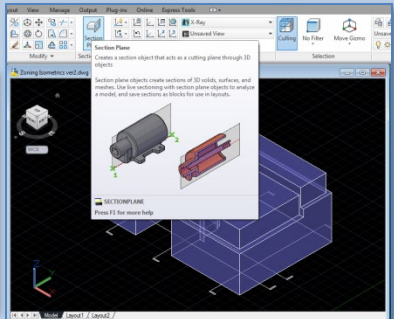 View Manage Output Plug-ins Online Express Tools
X-Ray
Unsaved View
Section
Culling No Filter Move Gizmo
Modify
Selection
Section Plane
Creates a section object that acts as a cutting plane through 3D
objects
Section plane objects create sections of 3D solids, surfaces, and
meshes. Use live sectioning with section plane objects to analyze
a model, and save sections as blocks for use in layouts.
1
2
SECTIONPLANE
Press F1 for more help
Zoning Isometrics ver2.dwg
WCS
Z
Model Layout1 Layout2